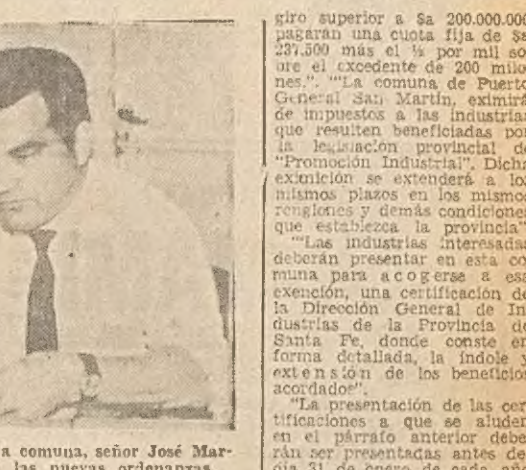 giro superior a $a 200.000.000
pagarán una cuota fija de $a
237.500 más el ½ por mil so-
bre el excedente de 200 millo-
nes.". "'La comuna de Puerto
General San Martín, eximirá
de impuestos a las industrias
que resulten beneficiadas por
la legislación provincial de
"Promoción Industrial". Dicha
eximición se extenderá a los
mismos plazos en los mismos
renglones y demás condiciones
que establezca la provincia"
"'Las industrias interesadas
deberán presentar en esta co-
muna para acogerse a esa
exención, una certificación de
la Dirección General de In-
dustrias de la Provincia de
Santa Fe, donde conste en
forma detallada, la índole y
extensión de los beneficios
acordados".
"La presentación de las cer-
tificaciones a que se aluden
en el párrafo anterior debe-
rán ser presentadas antes del
día 31 de enero de cada
a comuna, señor José Mar-
las nuevas ordenanzas